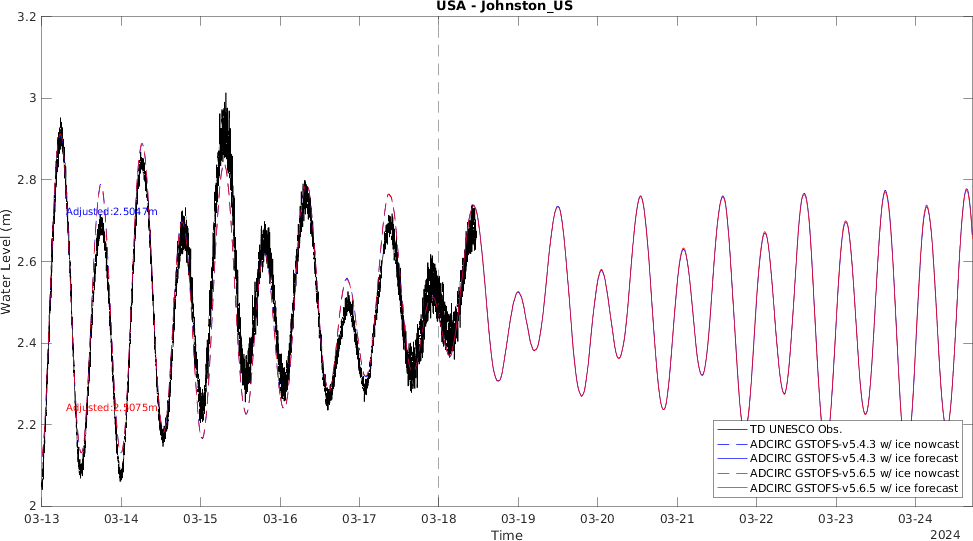 USA - Johnston_US
3.2
3
2.8
2.6
2.4
2.2
2
Water Level (m)
Adjusted:2.5047m
Adjusted:2.5075m
TD UNESCO Obs.
ADCIRC GSTOFS-v5.4.3 w/ ice nowcast
ADCIRC GSTOFS-v5.4.3 w/ ice forecast
ADCIRC GSTOFS-v5.6.5 w/ ice nowcast
ADCIRC GSTOFS-v5.6.5 w/ ice forecast
03-13 03-14 03-15 03-16 03-17 03-18 03-19 03-20 03-21 03-22 03-23 03-24
Time
2024